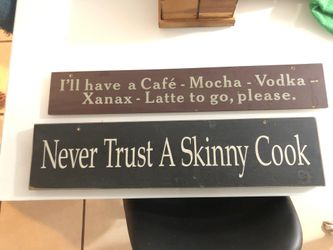 I'll have a Café - Mocha - Vodka -
Xanax - Latte to go, please.
Never Trust A Skinny Cook